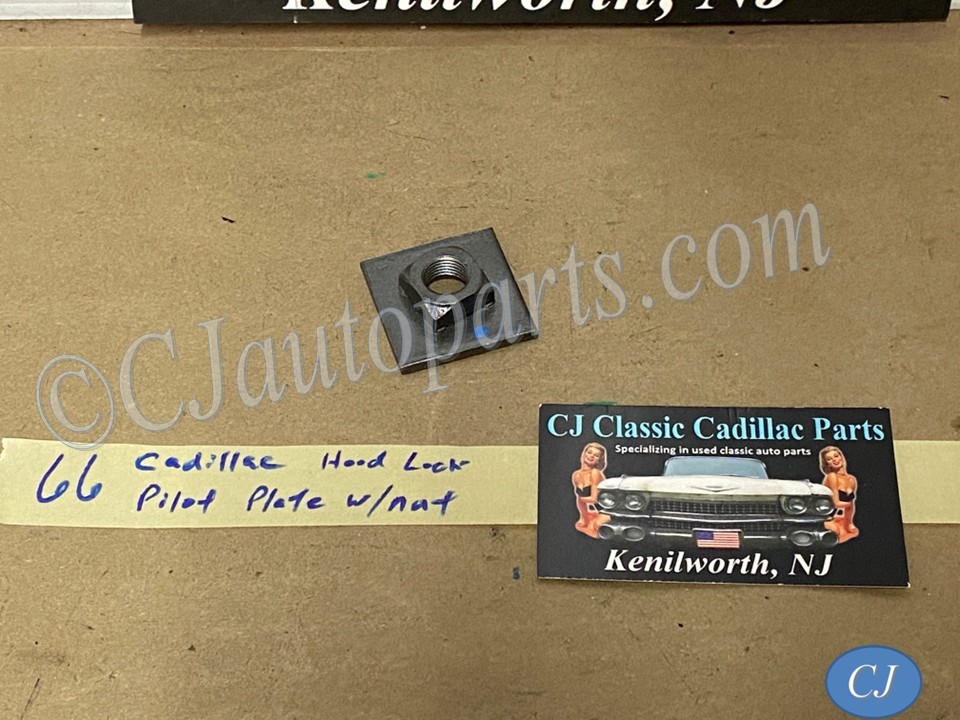 Kenilworth, NJ
©CJautoparts.com
66 Cadillac Hood Lock
Pilot Plate w/nut
CJ Classic Cadillac Parts
Specializing in used classic auto parts
Kenilworth, NJ
CJ